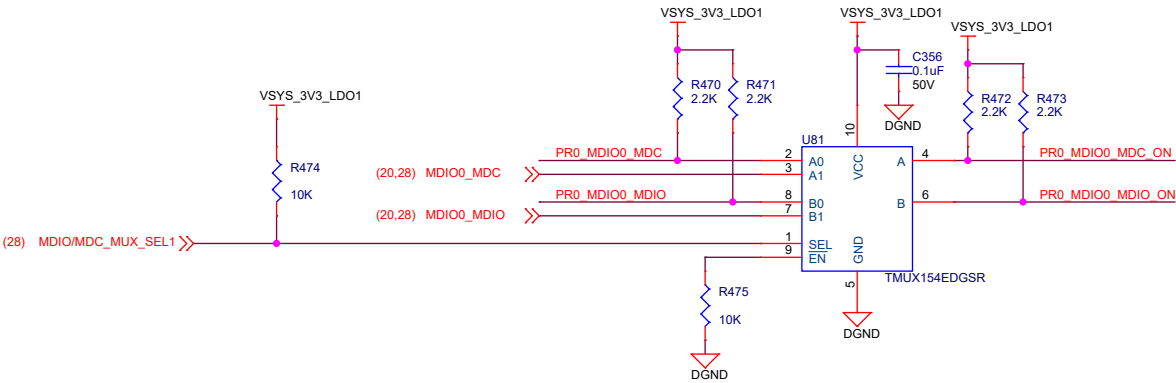 VSYS_3V3_LDO1
VSYS_3V3_LDO1
VSYS_3V3_LDO1
VSYS_3V3_LDO1
C356
0.1uF
50V
DGND
R470
2.2K
R471
2.2K
R472
2.2K
R473
2.2K
R474
10K
U81
10
VCC
PR0_MDIO0_MDC
2
A0
A
4
PR0_MDIO0_MDC_ON
(20,28) MDIO0_MDC
3
A1
PR0_MDIO0_MDIO
8
B0
B
6
PR0_MDIO0_MDIO_ON
(20,28) MDIO0_MDIO
7
B1
(28) MDIO/MDC_MUX_SEL1
1
SEL
9
EN
GND
5
TMUX154EDGSR
R475
10K
DGND
DGND